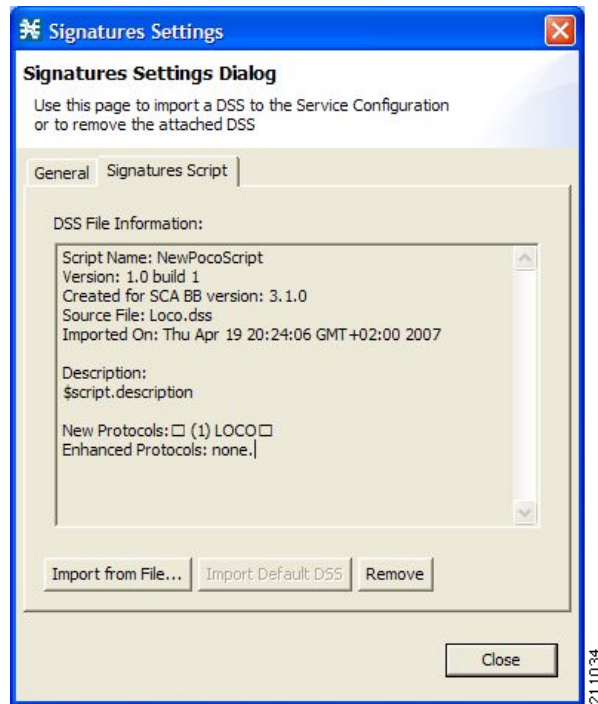 Signatures Settings
Signatures Settings Dialog
Use this page to import a DSS to the Service Configuration
or to remove the attached DSS
General Signatures Script
DSS File Information:
Script Name: NewPocoScript
Version: 1.0 build 1
Created for SCA BB version: 3.1.0
Source File: Loco.dss
Imported On: Thu Apr 19 20:24:06 GMT+02:00 2007
Description:
$script.description
New Protocols:□ (1) LOCO□
Enhanced Protocols: none.
Import from File... Import Default DSS Remove
Close
211034